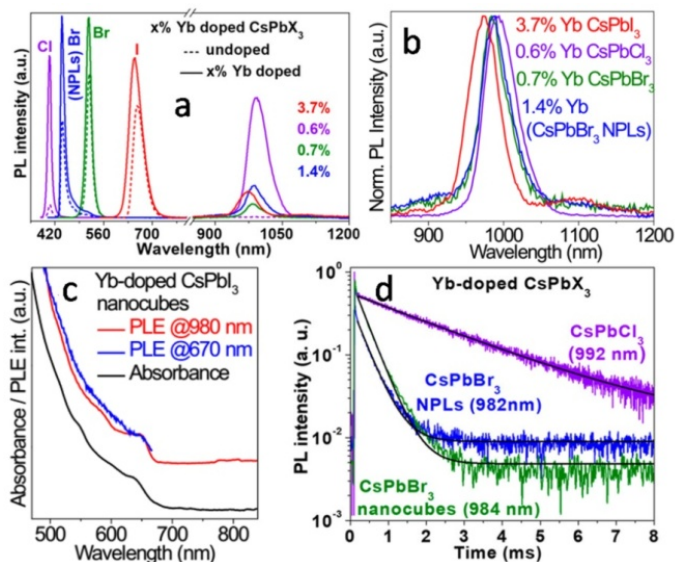 x% Yb doped CsPbX₃
undoped
x% Yb doped
Cl
(NPLs) Br
Br
I
a
3.7%
0.6%
0.7%
1.4%
PL intensity (a.u.)
420 560 700 900 1050 1200
Wavelength (nm)
b
3.7% Yb CsPbI₃
0.6% Yb CsPbCl₃
0.7% Yb CsPbBr₃
1.4% Yb
(CsPbBr₃ NPLs)
Norm. PL Intensity (a.u.)
900 1000 1100 1200
Wavelength (nm)
c
Yb-doped CsPbI₃
nanocubes
PLE @980 nm
PLE @670 nm
Absorbance
Absorbance / PLE int. (a.u.)
500 600 700 800
Wavelength (nm)
d
Yb-doped CsPbX₃
CsPbCl₃
(992 nm)
CsPbBr₃
NPLs (982nm)
CsPbBr₃
nanocubes (984 nm)
PL intensity (a. u.)
10⁰
10⁻¹
10⁻²
10⁻³
0 1 2 3 4 5 6 7 8
Time (ms)